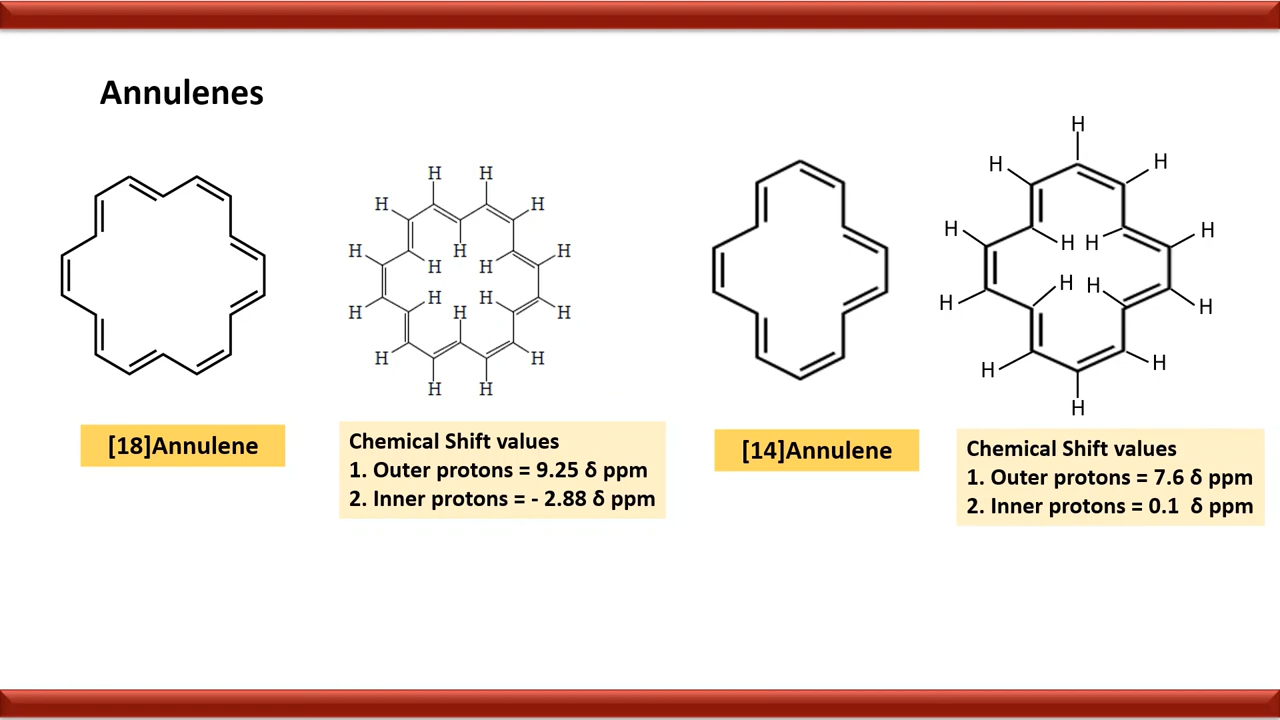 Annulenes
H H
H H
H H H
H H
H H
H H H
H H
H H
[18]Annulene
Chemical Shift values
1. Outer protons = 9.25 δ ppm
2. Inner protons = - 2.88 δ ppm
H
H H
H H
H H
H H
H H
H H
H
[14]Annulene
Chemical Shift values
1. Outer protons = 7.6 δ ppm
2. Inner protons = 0.1 δ ppm